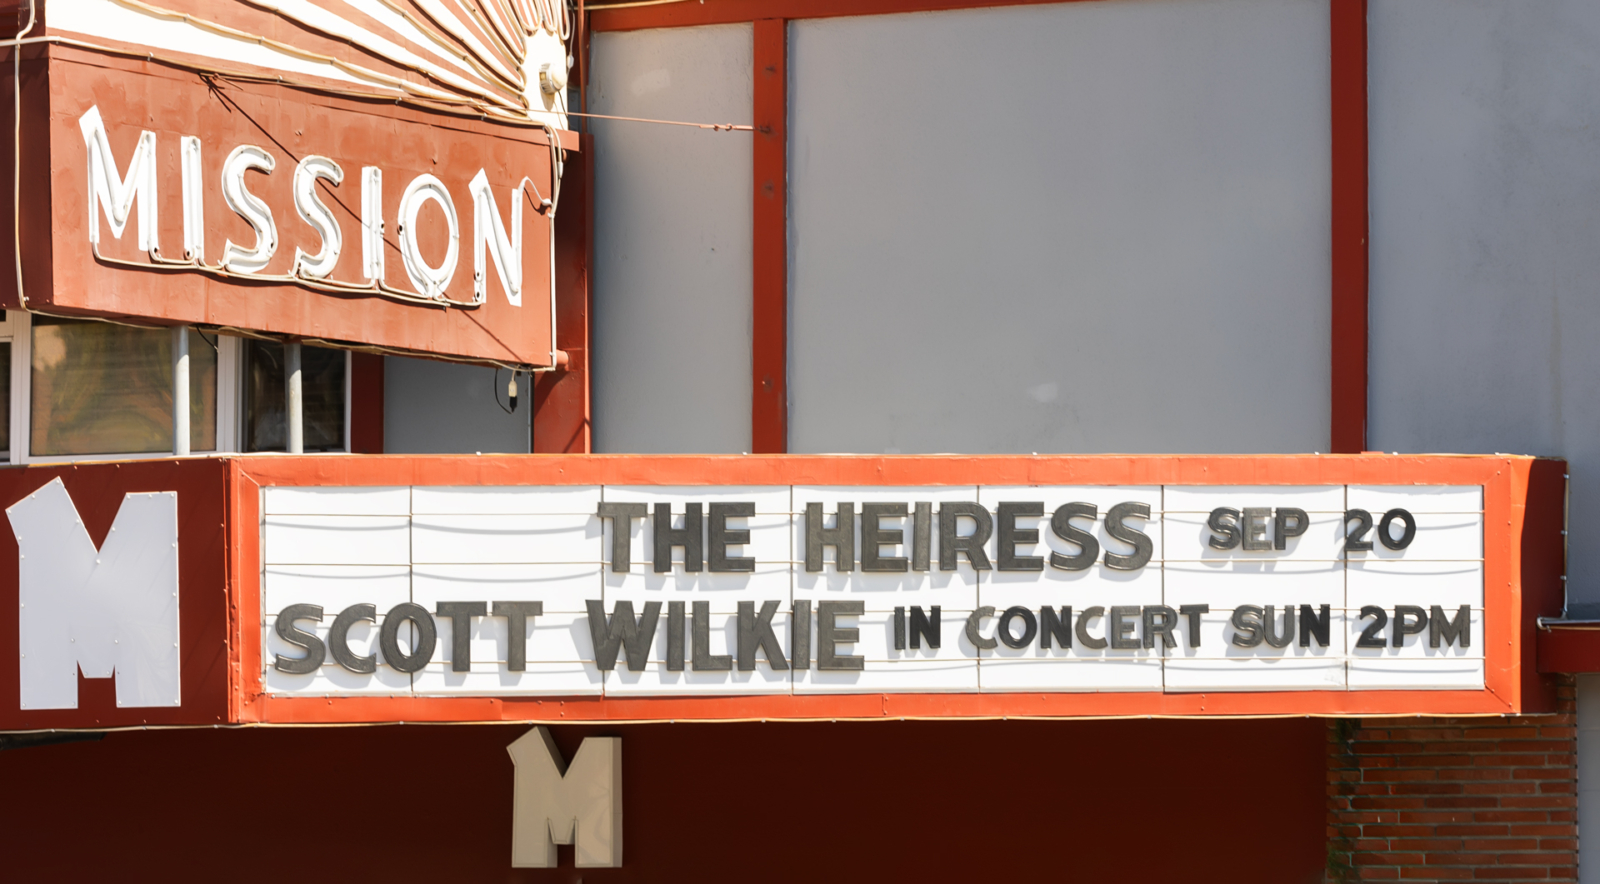 MISSION
M
THE HEIRESS SEP 20
SCOTT WILKIE IN CONCERT SUN 2PM
M